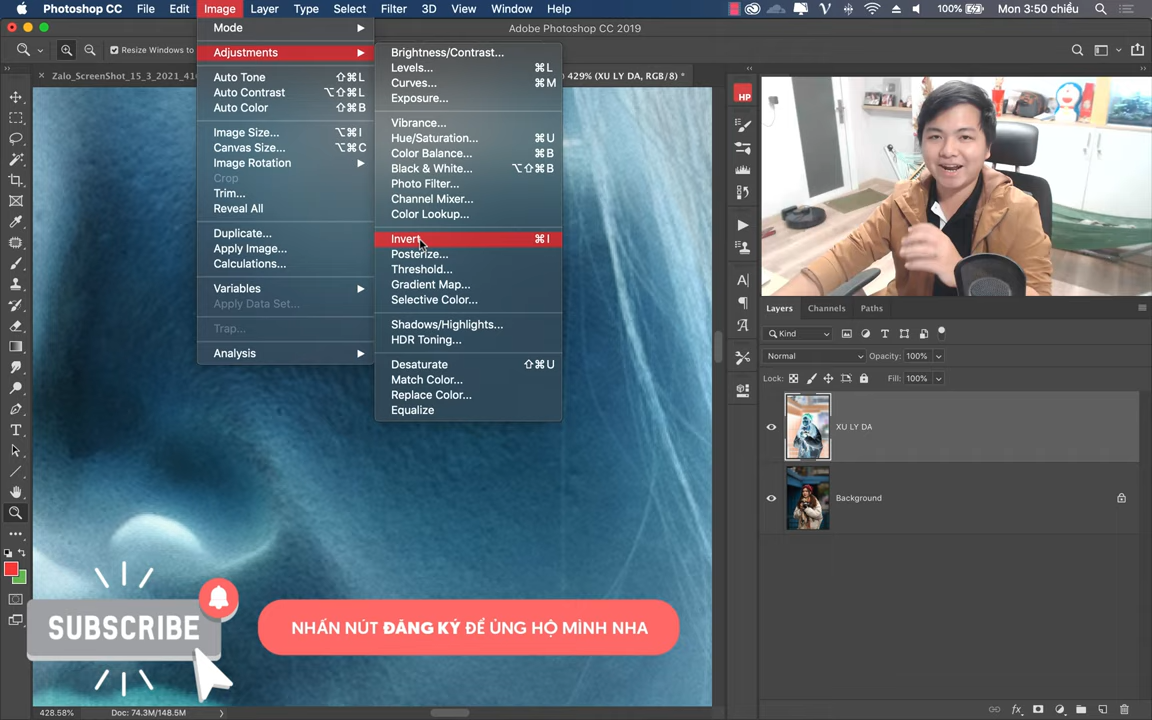 Photoshop CC File Edit Image Layer Type Select Filter 3D View Window Help 100% Mon 3:50 chiều
Adobe Photoshop CC 2019
Resize Windows to
Zalo_ScreenShot_15_3_2021_41
429% (XU LY DA, RGB/8) *
Mode
Adjustments
Auto Tone ⇧⌘L
Auto Contrast ⌥⇧⌘L
Auto Color ⇧⌘B
Image Size... ⌥⌘I
Canvas Size... ⌥⌘C
Image Rotation
Crop
Trim...
Reveal All
Duplicate...
Apply Image...
Calculations...
Variables
Apply Data Set...
Trap...
Analysis
Brightness/Contrast...
Levels... ⌘L
Curves... ⌘M
Exposure...
Vibrance...
Hue/Saturation... ⌘U
Color Balance... ⌘B
Black & White... ⌥⇧⌘B
Photo Filter...
Channel Mixer...
Color Lookup...
Invert ⌘I
Posterize...
Threshold...
Gradient Map...
Selective Color...
Shadows/Highlights...
HDR Toning...
Desaturate ⇧⌘U
Match Color...
Replace Color...
Equalize
HP
Layers Channels Paths
Kind
Normal Opacity: 100%
Lock: Fill: 100%
XU LY DA
Background
SUBSCRIBE
NHẤN NÚT ĐĂNG KÝ ĐỂ ỦNG HỘ MÌNH NHA
428.58% Doc: 74.3M/148.5M